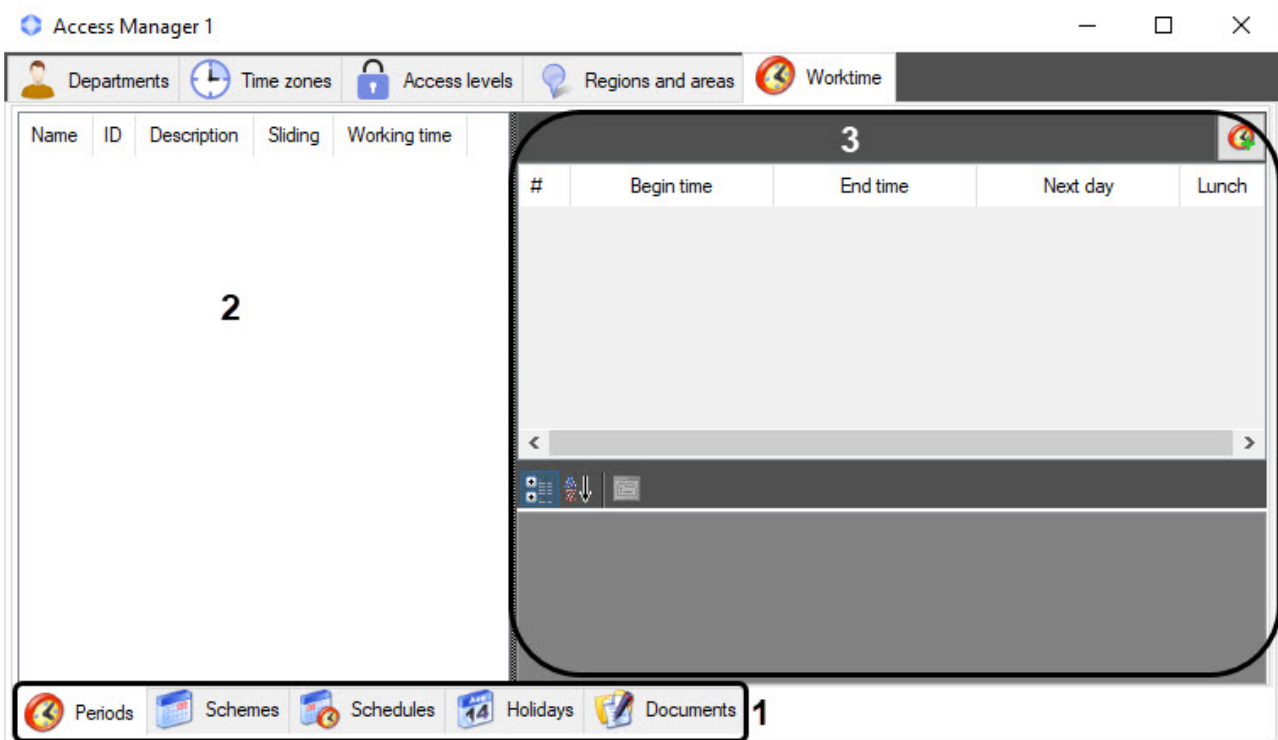 Access Manager 1
Departments Time zones Access levels Regions and areas Worktime
Name ID Description Sliding Working time
3
# Begin time End time Next day Lunch
2
Periods Schemes Schedules 14 Holidays Documents 1